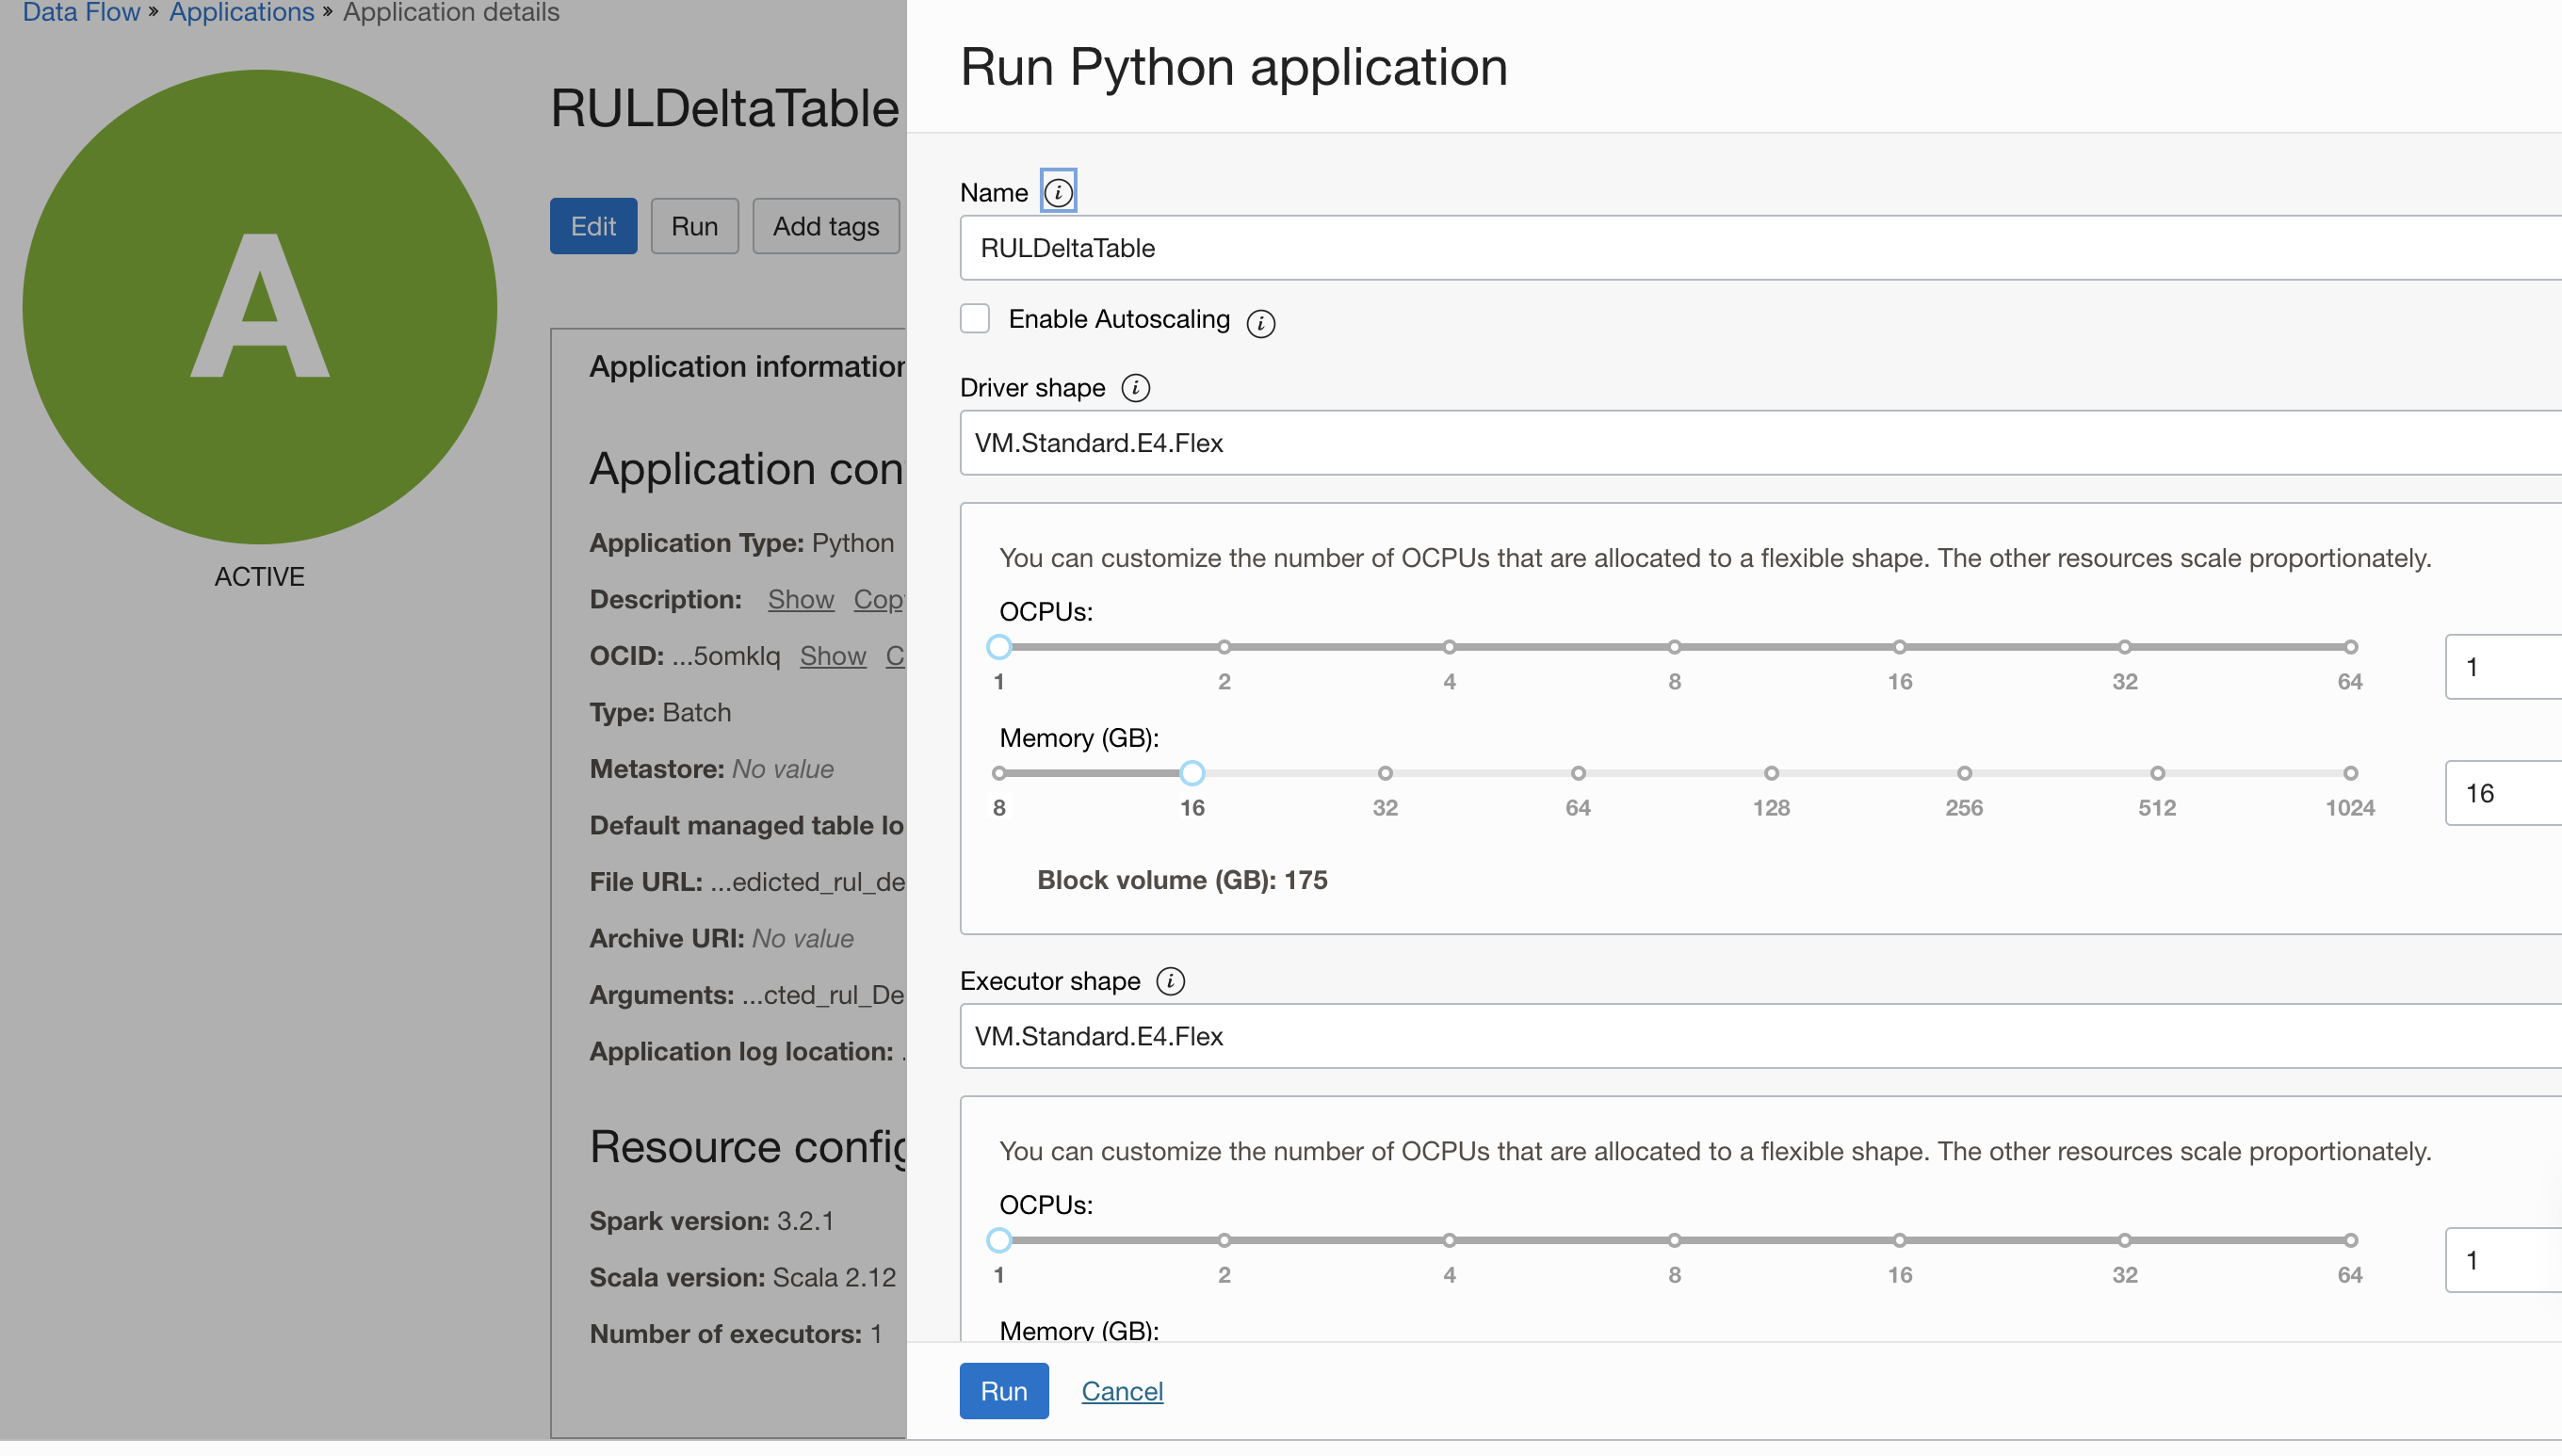 Data Flow » Applications » Application details
A
ACTIVE
RULDeltaTable
Edit
Run
Add tags
Application information
Application con
Application Type: Python
Description: Show Copy
OCID: ...5omklq Show C
Type: Batch
Metastore: No value
Default managed table lo
File URL: ...edicted_rul_de
Archive URI: No value
Arguments: ...cted_rul_De
Application log location: .
Resource config
Spark version: 3.2.1
Scala version: Scala 2.12
Number of executors: 1
Run Python application
Name i
RULDeltaTable
Enable Autoscaling i
Driver shape i
VM.Standard.E4.Flex
You can customize the number of OCPUs that are allocated to a flexible shape. The other resources scale proportionately.
OCPUs:
1 2 4 8 16 32 64
1
Memory (GB):
8 16 32 64 128 256 512 1024
16
Block volume (GB): 175
Executor shape i
VM.Standard.E4.Flex
You can customize the number of OCPUs that are allocated to a flexible shape. The other resources scale proportionately.
OCPUs:
1 2 4 8 16 32 64
1
Memory (GB):
Run
Cancel